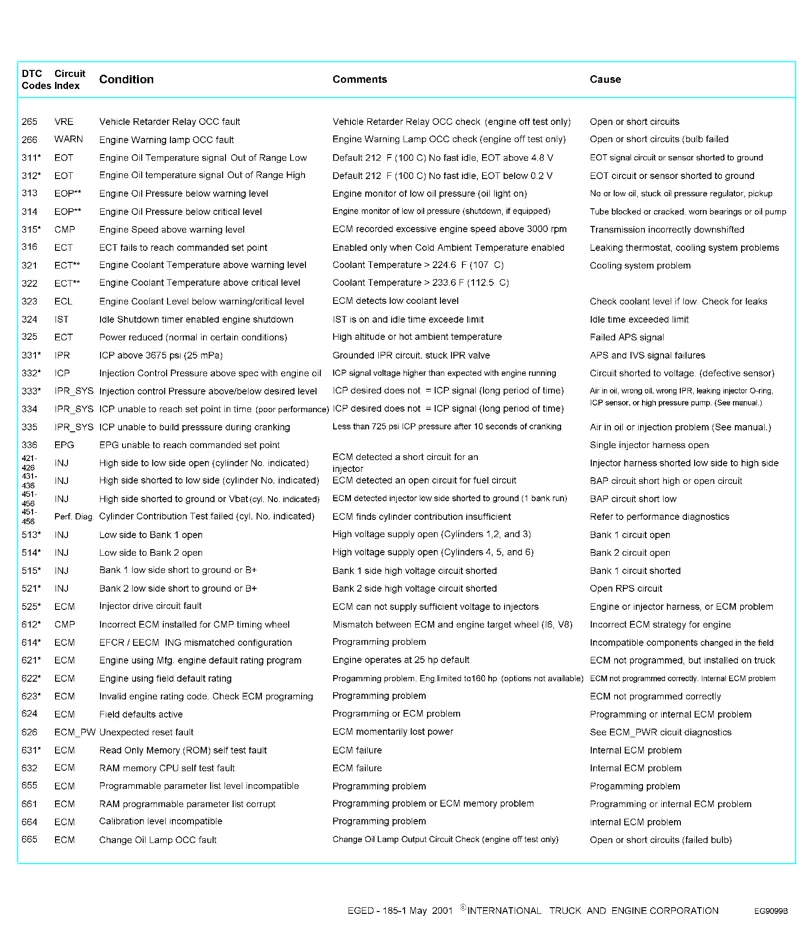 DTC Codes Circuit Index Condition Comments Cause
265 VRE Vehicle Retarder Relay OCC fault Vehicle Retarder Relay OCC check (engine off test only) Open or short circuits
266 WARN Engine Warning lamp OCC fault Engine Warning Lamp OCC check (engine off test only) Open or short circuits (bulb failed
311* EOT Engine Oil Temperature signal Out of Range Low Default 212 F (100 C) No fast idle, EOT above 4.8 V EOT signal circuit or sensor shorted to ground
312* EOT Engine Oil temperature signal Out of Range High Default 212 F (100 C) No fast idle, EOT below 0.2 V EOT circuit or sensor shorted to ground
313 EOP** Engine Oil Pressure below warning level Engine monitor of low oil pressure (oil light on) No or low oil, stuck oil pressure regulator, pickup
314 EOP** Engine Oil Pressure below critical level Engine monitor of low oil pressure (shutdown, if equipped) Tube blocked or cracked. worn bearings or oil pump
315* CMP Engine Speed above warning level ECM recorded excessive engine speed above 3000 rpm Transmission incorrectly downshifted
316 ECT ECT fails to reach commanded set point Enabled only when Cold Ambient Temperature enabled Leaking thermostat, cooling system problems
321 ECT** Engine Coolant Temperature above warning level Coolant Temperature > 224.6 F (107 C) Cooling system problem
322 ECT** Engine Coolant Temperature above critical level Coolant Temperature > 233.6 F (112.5 C)
323 ECL Engine Coolant Level below warning/critical level ECM detects low coolant level Check coolant level if low Check for leaks
324 IST Idle Shutdown timer enabled engine shutdown IST is on and idle time exceede limit Idle time exceeded limit
325 ECT Power reduced (normal in certain conditions) High altitude or hot ambient temperature Failed APS signal
331* IPR ICP above 3675 psi (25 mPa) Grounded IPR circuit. stuck IPR valve APS and IVS signal failures
332* ICP Injection Control Pressure above spec with engine oil ICP signal voltage higher than expected with engine running Circuit shorted to voltage. (defective sensor)
333* IPR_SYS Injection control Pressure above/below desired level ICP desired does not = ICP signal (long period of time) Air in oil, wrong oil, wrong IPR, leaking injector O-ring,
334 IPR_SYS ICP unable to reach set point in time (poor performance) ICP desired does not = ICP signal (long period of time) ICP sensor, or high pressure pump. (See manual.)
335 IPR_SYS ICP unable to build presssure during cranking Less than 725 psi ICP pressure after 10 seconds of cranking Air in oil or injection problem (See manual.)
336 EPG EPG unable to reach commanded set point Single injector harness open
421-426 INJ High side to low side open (cylinder No. indicated) ECM detected a short circuit for an injector Injector harness shorted low side to high side
431-436 INJ High side shorted to low side (cylinder No. indicated) ECM detected an open circuit for fuel circuit BAP circuit short high or open circuit
451-456 INJ High side shorted to ground or Vbat(cyl. No. indicated) ECM detected injector low side shorted to ground (1 bank run) BAP circuit short low
451-456 Perf. Diag. Cylinder Contribution Test failed (cyl. No. indicated) ECM finds cylinder contribution insufficient Refer to performance diagnostics
513* INJ Low side to Bank 1 open High voltage supply open (Cylinders 1,2, and 3) Bank 1 circuit open
514* INJ Low side to Bank 2 open High voltage supply open (Cylinders 4, 5, and 6) Bank 2 circuit open
515* INJ Bank 1 low side short to ground or B+ Bank 1 side high voltage circuit shorted Bank 1 circuit shorted
521* INJ Bank 2 low side short to ground or B+ Bank 2 side high voltage circuit shorted Open RPS circuit
525* ECM Injector drive circuit fault ECM can not supply sufficient voltage to injectors Engine or injector harness, or ECM problem
612* CMP Incorrect ECM installed for CMP timing wheel Mismatch between ECM and engine target wheel (I6, V8) Incorrect ECM strategy for engine
614* ECM EFCR / EECM ING mismatched configuration Programming problem Incompatible components changed in the field
621* ECM Engine using Mfg. engine default rating program Engine operates at 25 hp default ECM not programmed, but installed on truck
622* ECM Engine using field default rating Progamming problem. Eng limited to160 hp (options not available) ECM not programmed correctly. Internal ECM problem
623* ECM Invalid engine rating code. Check ECM programing Programming problem ECM not programmed correctly
624 ECM Field defaults active Programming or ECM problem Programming or internal ECM problem
626 ECM_PW Unexpected reset fault ECM momentarily lost power See ECM_PWR cicuit diagnostics
631* ECM Read Only Memory (ROM) self test fault ECM failure Internal ECM problem
632 ECM RAM memory CPU self test fault ECM failure Internal ECM problem
655 ECM Programmable parameter list level incompatible Programming problem Progamming problem
661 ECM RAM programmable parameter list corrupt Programming problem or ECM memory problem Programming or internal ECM problem
664 ECM Calibration level incompatible Programming problem internal ECM problem
665 ECM Change Oil Lamp OCC fault Change Oil Lamp Output Circuit Check (engine off test only) Open or short circuits (failed bulb)
EGED - 185-1 May 2001 ©INTERNATIONAL TRUCK AND ENGINE CORPORATION EG9099B